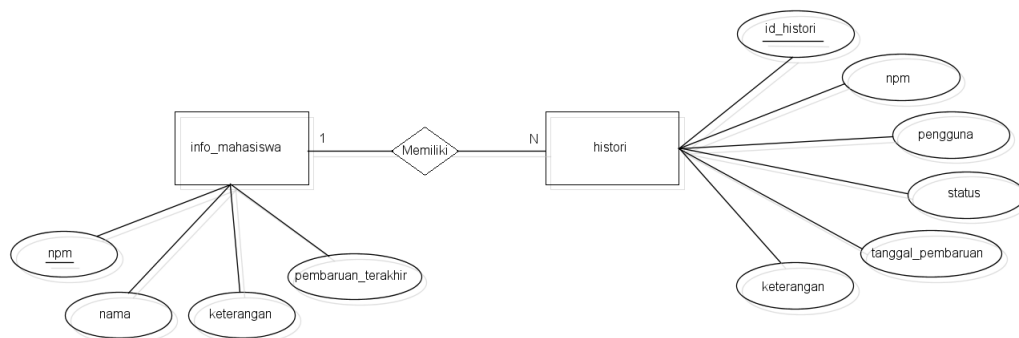 id_histori
npm
pengguna
status
tanggal_pembaruan
keterangan
info_mahasiswa
1
Memiliki
N
histori
npm
nama
keterangan
pembaruan_terakhir